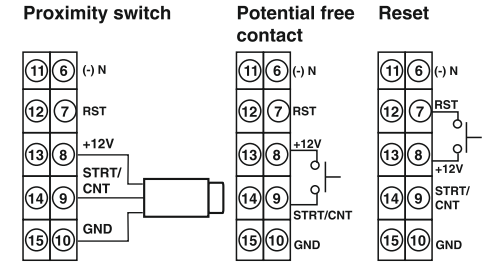 Proximity switch
11 6 (-) N
12 7 RST
13 8 +12V
14 9 STRT/
CNT
15 10 GND
Potential free
contact
11 6 (-) N
12 7 RST
13 8 +12V
14 9 STRT/CNT
15 10 GND
Reset
11 6 (-) N
12 7 RST
13 8 +12V
14 9 STRT/
CNT
15 10 GND